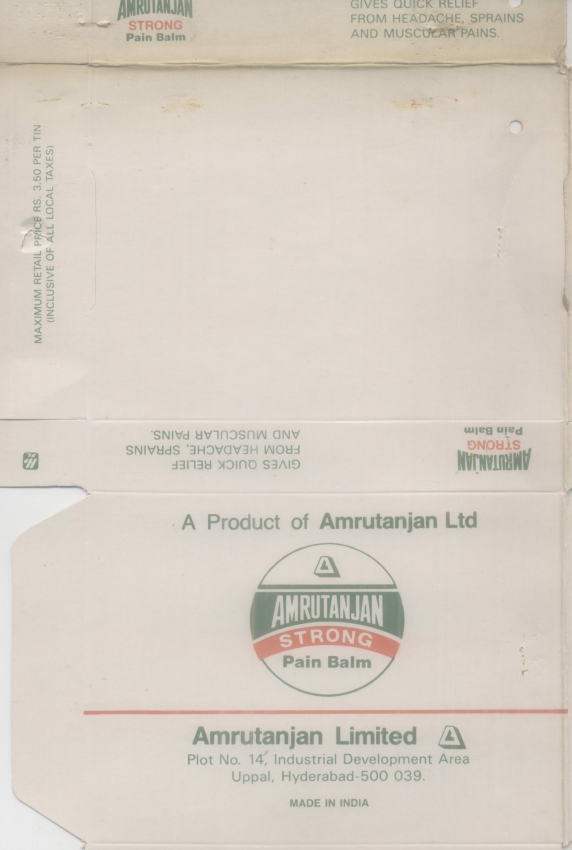 AMRUTANJAN
STRONG
Pain Balm
GIVES QUICK RELIEF
FROM HEADACHE, SPRAINS
AND MUSCULAR PAINS.
MAXIMUM RETAIL PRICE RS. 3.50 PER TIN
(INCLUSIVE OF ALL LOCAL TAXES)
GIVES QUICK RELIEF
FROM HEADACHE, SPRAINS
AND MUSCULAR PAINS.
AMRUTANJAN
STRONG
Pain Balm
A Product of Amrutanjan Ltd
AMRUTANJAN
STRONG
Pain Balm
Amrutanjan Limited
Plot No. 14, Industrial Development Area
Uppal, Hyderabad-500 039.
MADE IN INDIA